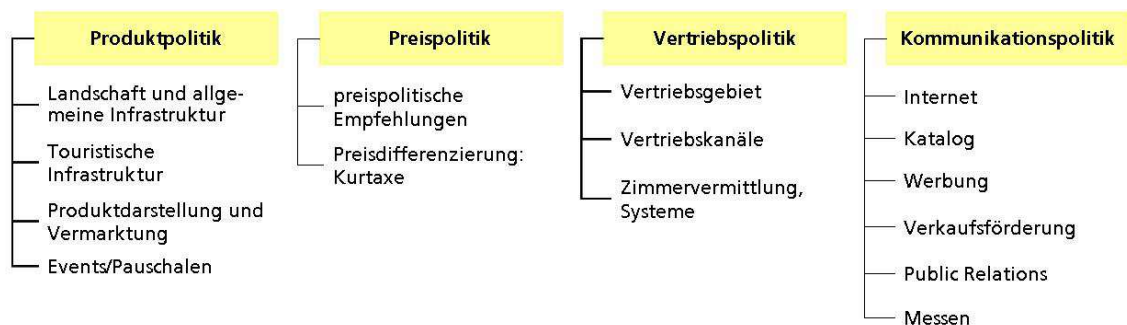 Produktpolitik
Landschaft und allge-
meine Infrastruktur
Touristische
Infrastruktur
Produktdarstellung und
Vermarktung
Events/Pauschalen
Preispolitik
preispolitische
Empfehlungen
Preisdifferenzierung:
Kurtaxe
Vertriebspolitik
Vertriebsgebiet
Vertriebskanäle
Zimmervermittlung,
Systeme
Kommunikationspolitik
Internet
Katalog
Werbung
Verkaufsförderung
Public Relations
Messen